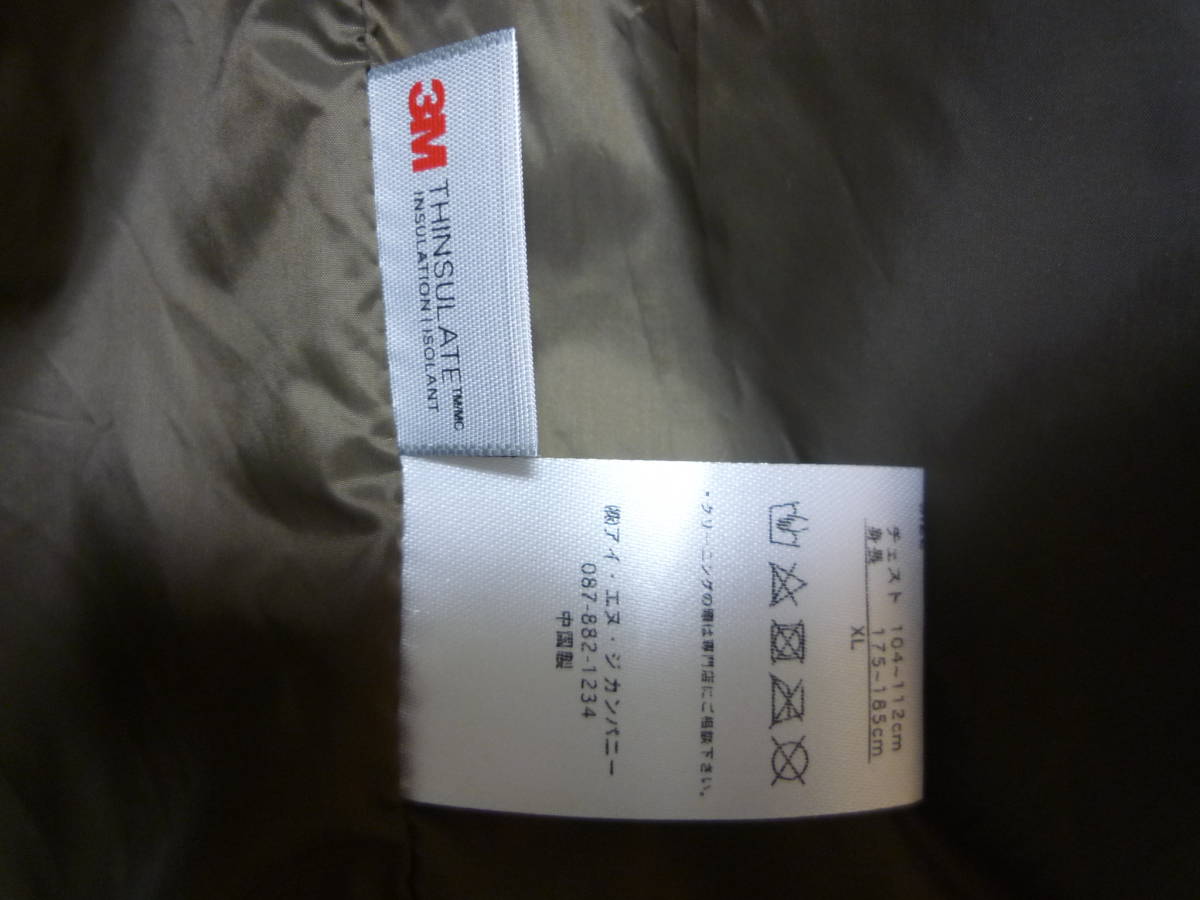 3M
THINSULATE™/MC
INSULATION | ISOLANT
チェスト 104~112cm
身長 175~185cm
XL
・クリーニングの際は専門店にご相談下さい。
㈱アイ・エヌ・ジカンパニー
087-882-1234
中国製